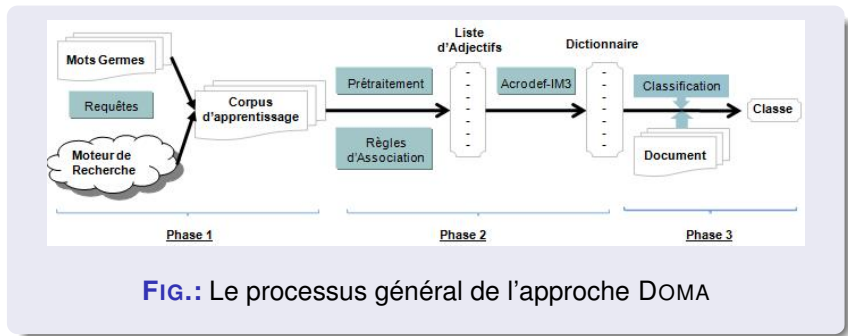 Mots Germes
Requêtes
Moteur de
Recherche
Corpus
d'apprentissage
Prétraitement
Règles
d'Association
Liste
d'Adjectifs
Acrodef-IM3
Dictionnaire
Classification
Document
Classe
Phase 1
Phase 2
Phase 3
FIG.: Le processus général de l'approche DOMA